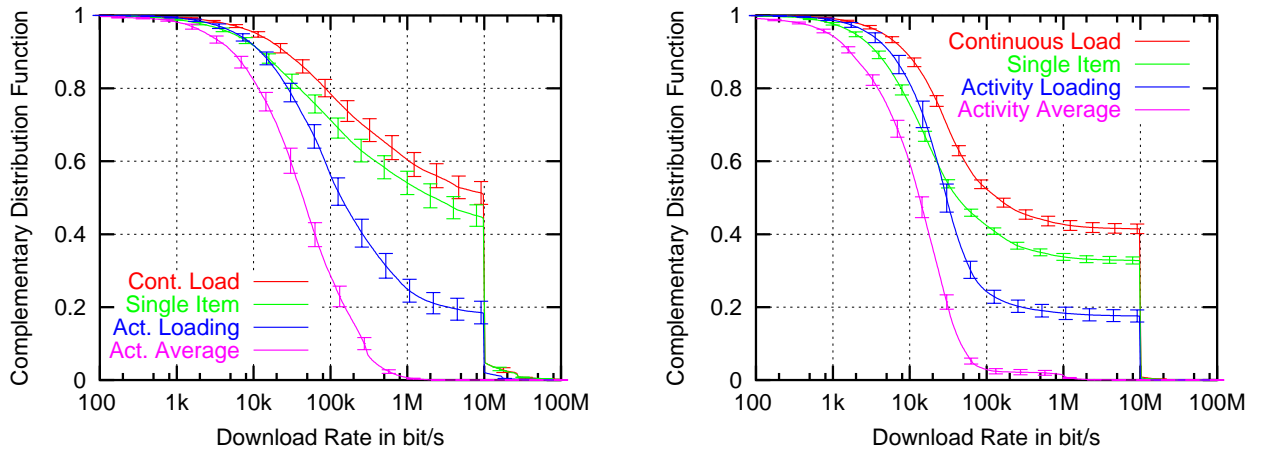 Complementary Distribution Function
1
0.8
0.6
0.4
0.2
0
Cont. Load
Single Item
Act. Loading
Act. Average
100 1k 10k 100k 1M 10M 100M
Download Rate in bit/s
Complementary Distribution Function
1
0.8
0.6
0.4
0.2
0
Continuous Load
Single Item
Activity Loading
Activity Average
100 1k 10k 100k 1M 10M 100M
Download Rate in bit/s